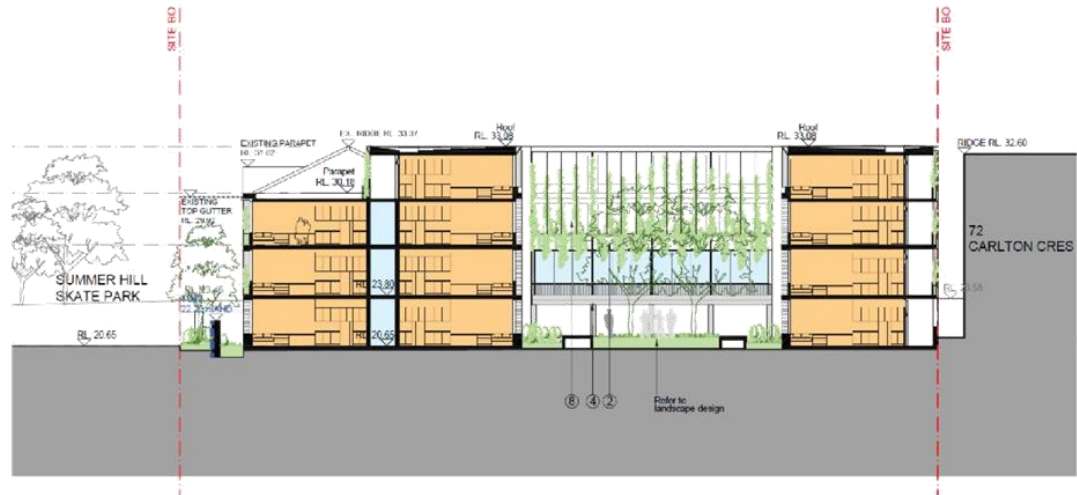 SITE BO
SITE BO
Roof
RL. 33.08
Roof
RL. 33.08
EX. RIDGE RL. 33.37
EXISTING PARAPET
RIDGE RL. 32.60
Parapet
RL. 30.18
EXISTING
TOP GUTTER
72
CARLTON CRES
SUMMER HILL
SKATE PARK
RL. 23.80
RL. 20.65
RL. 20.65
8
4
2
Refer to
landscape design